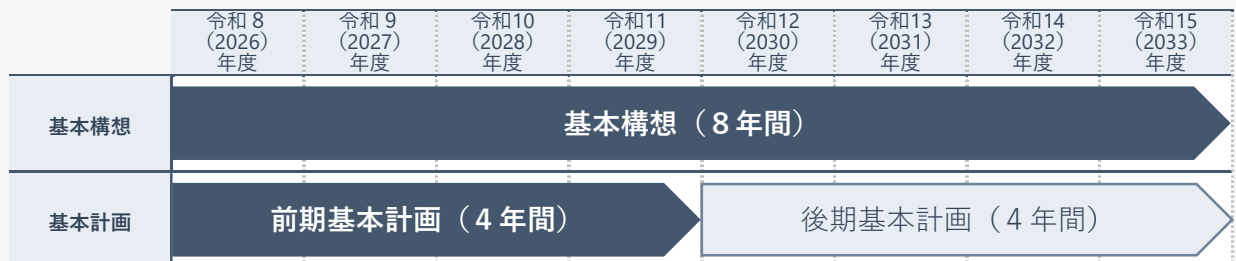 令和８
（2026）
年度
令和９
（2027）
年度
令和10
（2028）
年度
令和11
（2029）
年度
令和12
（2030）
年度
令和13
（2031）
年度
令和14
（2032）
年度
令和15
（2033）
年度
基本構想
基本構想（８年間）
基本計画
前期基本計画（４年間）
後期基本計画（４年間）